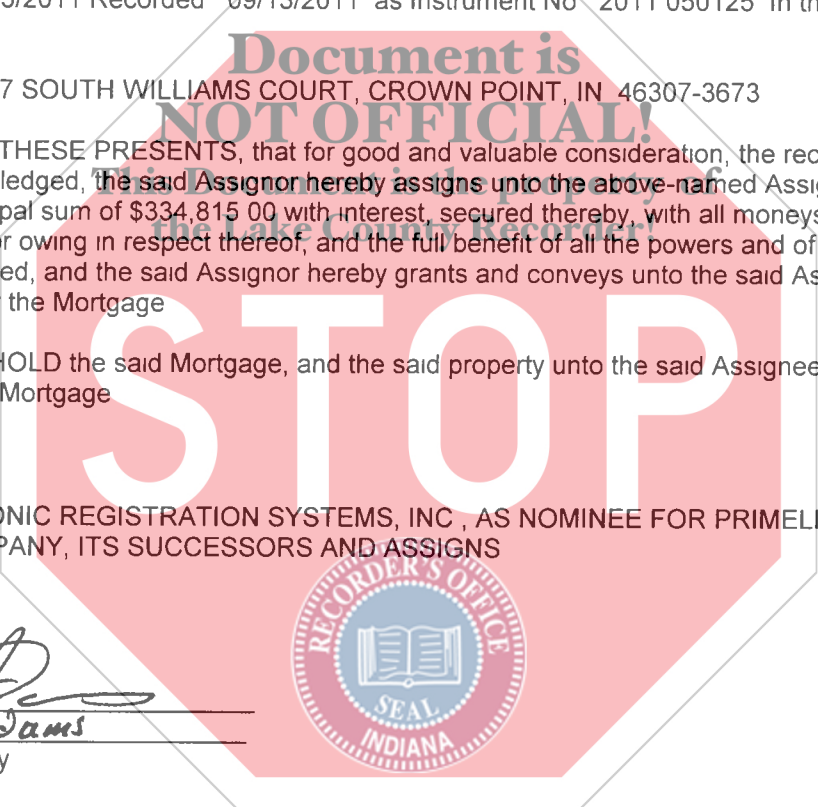 5/2011 Recorded 09/13/2011 as Instrument No 2011 050125 In th
Document is
7 SOUTH WILLIAMS COURT, CROWN POINT, IN 46307-3673
NOT OFFICIAL!
THESE PRESENTS, that for good and valuable consideration, the rec
This Document is the property of
ledged, the said Assignor hereby assigns unto the above-named Assig
pal sum of $334,815 00 with interest, secured thereby, with all moneys
the Lake County Recorder!
r owing in respect thereof, and the full benefit of all the powers and of
ed, and the said Assignor hereby grants and conveys unto the said As
the Mortgage
STOP
HOLD the said Mortgage, and the said property unto the said Assignee
Mortgage
ONIC REGISTRATION SYSTEMS, INC , AS NOMINEE FOR PRIMEL
PANY, ITS SUCCESSORS AND ASSIGNS
RECORDER'S OFFICE
SEAL
INDIANA
y